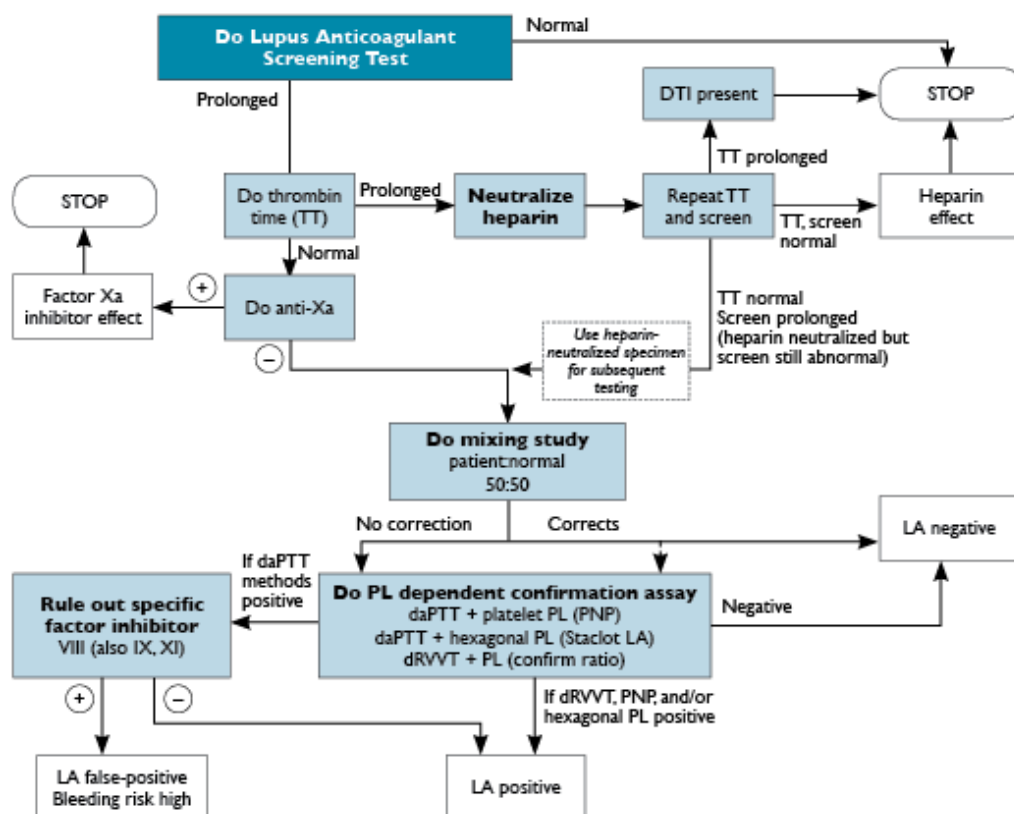 Do Lupus Anticoagulant
Screening Test
Normal
Prolonged
DTI present
STOP
TT prolonged
STOP
Do thrombin
time (TT)
Prolonged
Neutralize
heparin
Repeat TT
and screen
TT, screen
normal
Heparin
effect
Normal
Factor Xa
inhibitor effect
+
Do anti-Xa
−
TT normal
Screen prolonged
(heparin neutralized but
screen still abnormal)
Use heparin-
neutralized specimen
for subsequent
testing
Do mixing study
patient:normal
50:50
No correction
Corrects
LA negative
If daPTT
methods
positive
Rule out specific
factor inhibitor
VIII (also IX, XI)
Do PL dependent confirmation assay
daPTT + platelet PL (PNP)
daPTT + hexagonal PL (Staclot LA)
dRVVT + PL (confirm ratio)
Negative
+
−
If dRVVT, PNP, and/or
hexagonal PL positive
LA false-positive
Bleeding risk high
LA positive